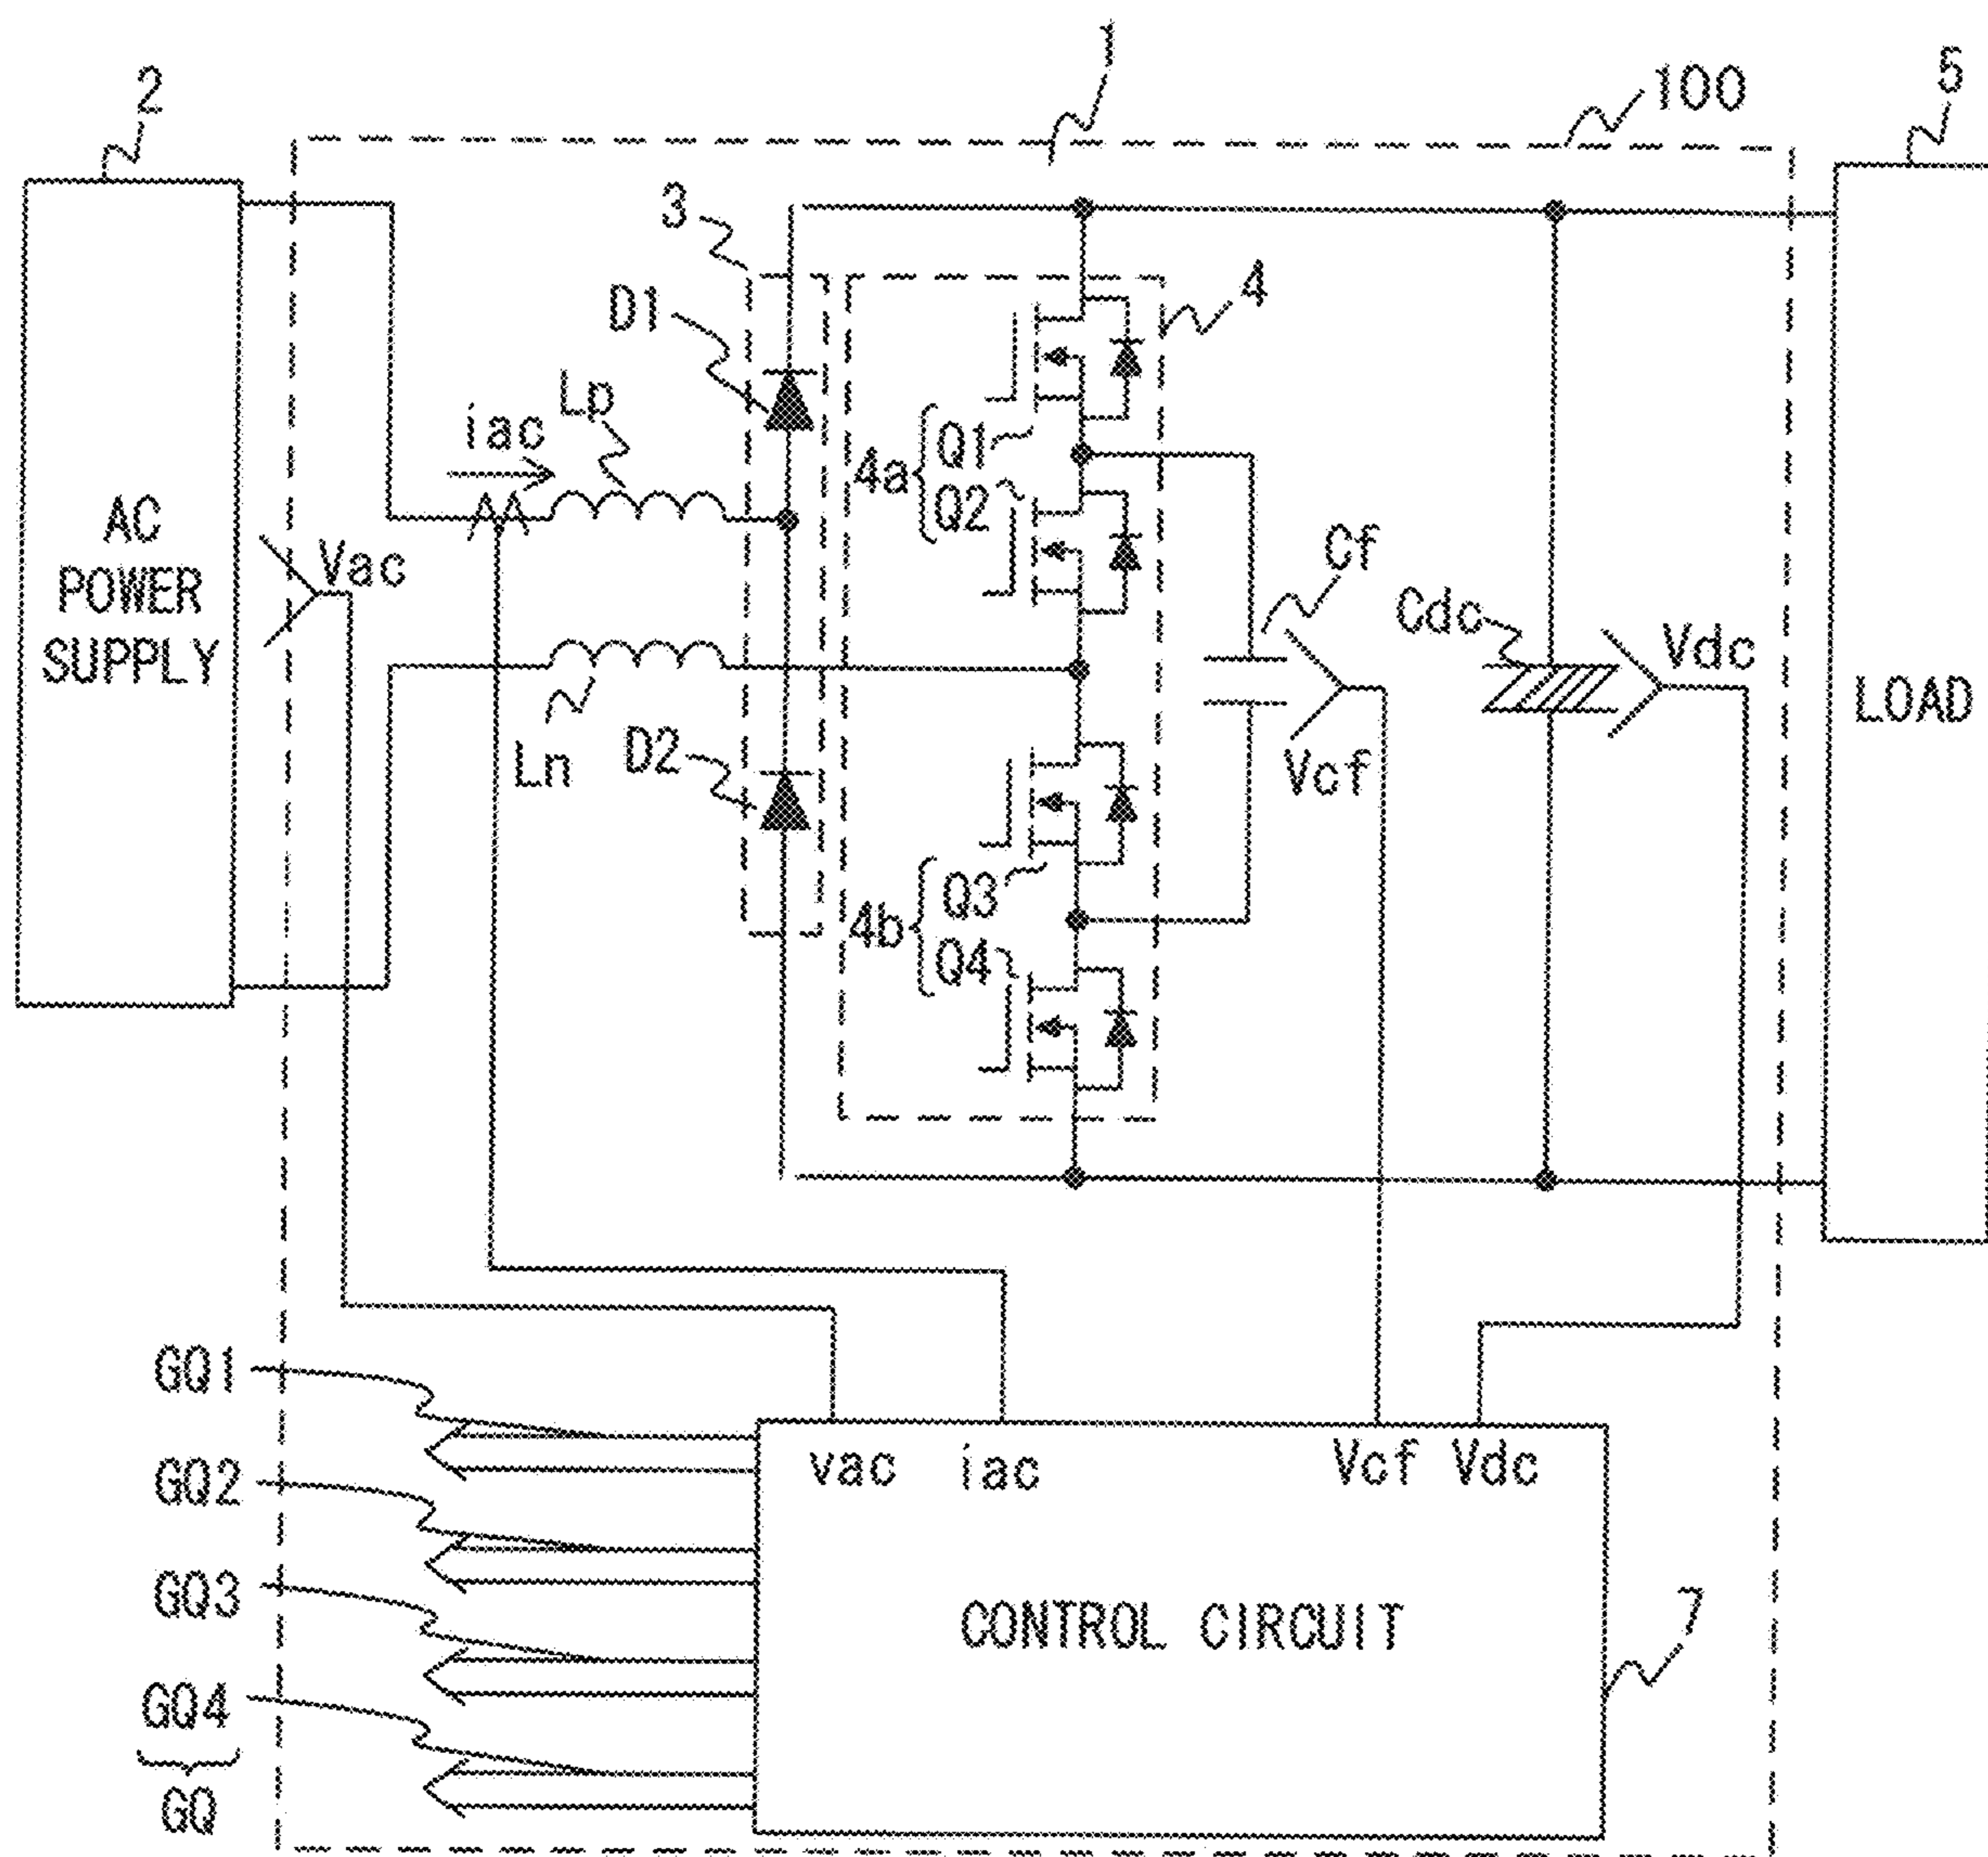 1
2
100
5
3
4
D1
Lp
iac
4a
Q1
Q2
AC
POWER
SUPPLY
Vac
Cf
Cdc
Vdc
LOAD
Ln
D2
Vcf
4b
Q3
Q4
GQ1
GQ2
GQ3
GQ4
GQ
vac iac Vcf Vdc
CONTROL CIRCUIT
7